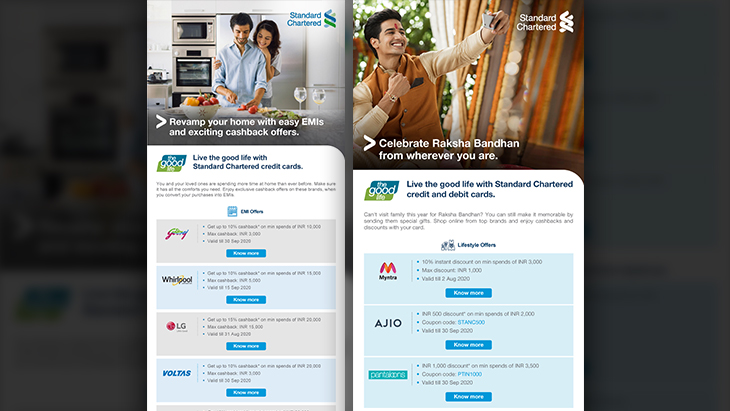 Standard
Chartered
Revamp your home with easy EMIs
and exciting cashback offers.
the
good
life
Live the good life with
Standard Chartered credit cards.
You and your loved ones are spending more time at home than ever before. Make sure
it has all the comforts you need. Enjoy exclusive cashback offers on these brands, when
you convert your purchases into EMIs.
EMI Offers
Godrej
• Get up to 10% cashback* on min spends of INR 10,000
• Max cashback: INR 3,000
• Valid till 30 Sep 2020
Know more
Whirlpool
• Get up to 10% cashback* on min spends of INR 15,000
• Max cashback: INR 5,000
• Valid till 15 Sep 2020
Know more
LG
• Get up to 15% cashback* on min spends of INR 20,000
• Max cashback: INR 15,000
• Valid till 31 Aug 2020
Know more
VOLTAS
• Get up to 10% cashback* on min spends of INR 20,000
• Max cashback: INR 3,000
• Valid till 30 Sep 2020
Know more
Standard
Chartered
Celebrate Raksha Bandhan
from wherever you are.
the
good
life
Live the good life with Standard Chartered
credit and debit cards.
Can't visit family this year for Raksha Bandhan? You can still make it memorable by
sending them special gifts. Shop online from top brands and enjoy cashbacks and
discounts with your card.
Lifestyle Offers
Myntra
• 10% instant discount on min spends of INR 3,000
• Max discount: INR 1,000
• Valid till 2 Aug 2020
Know more
AJIO
• INR 500 discount* on min spends of INR 2,000
• Coupon code: STANC500
• Valid till 30 Sep 2020
Know more
pantaloons
• INR 1,000 discount* on min spends of INR 3,500
• Coupon code: PTIN1000
• Valid till 30 Sep 2020
Know more